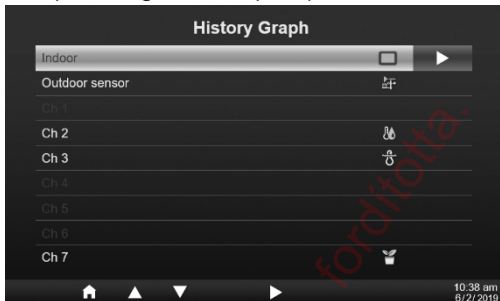 History Graph
Indoor
Outdoor sensor
Ch 1
Ch 2
Ch 3
Ch 4
Ch 5
Ch 6
Ch 7
10:38 am
6/2/2019
forditotta.